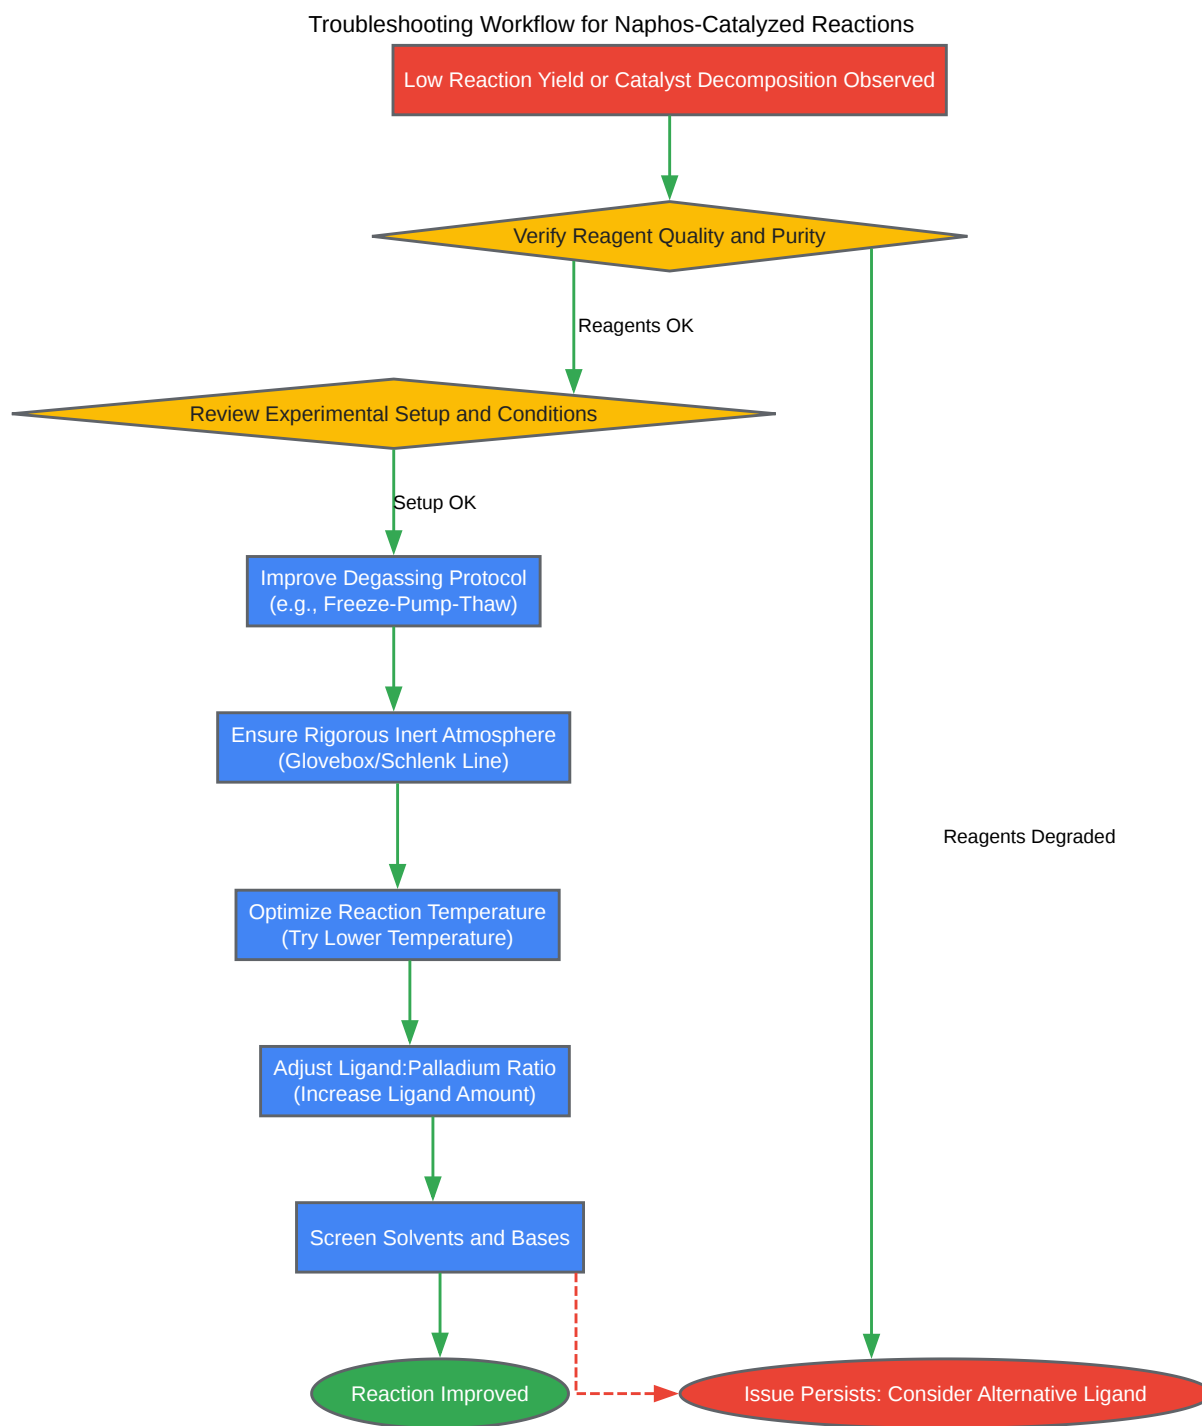 Troubleshooting Workflow for Naphos-Catalyzed Reactions
Low Reaction Yield or Catalyst Decomposition Observed
Verify Reagent Quality and Purity
Reagents OK
Review Experimental Setup and Conditions
Setup OK
Improve Degassing Protocol
(e.g., Freeze-Pump-Thaw)
Ensure Rigorous Inert Atmosphere
(Glovebox/Schlenk Line)
Reagents Degraded
Optimize Reaction Temperature
(Try Lower Temperature)
Adjust Ligand:Palladium Ratio
(Increase Ligand Amount)
Screen Solvents and Bases
Reaction Improved
Issue Persists: Consider Alternative Ligand